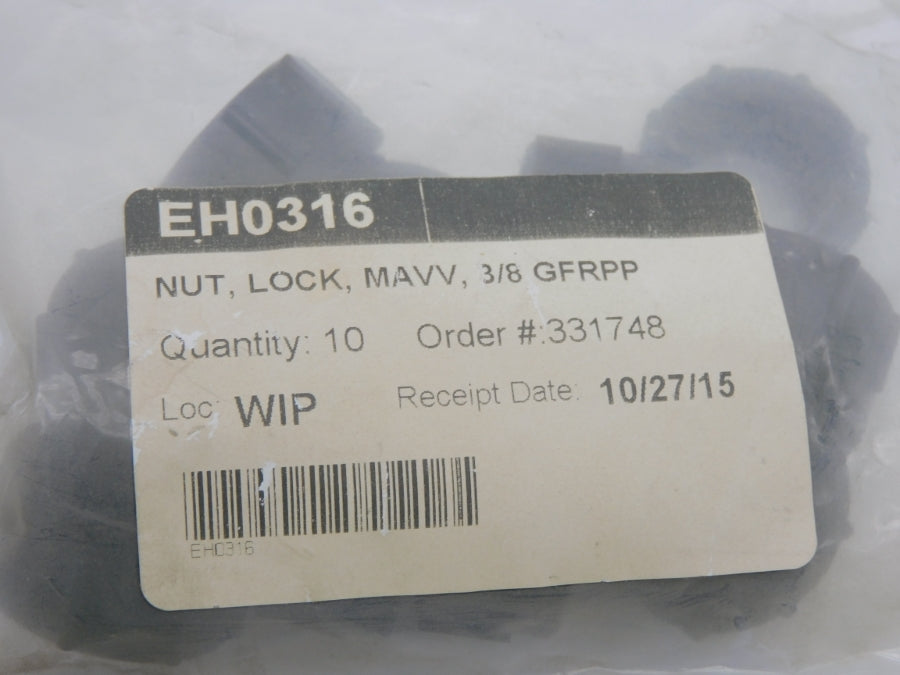 EH0316
NUT, LOCK, MAVV, 3/8 GFRPP
Quantity: 10 Order #:331748
Loc: WIP Receipt Date: 10/27/15
EH0316